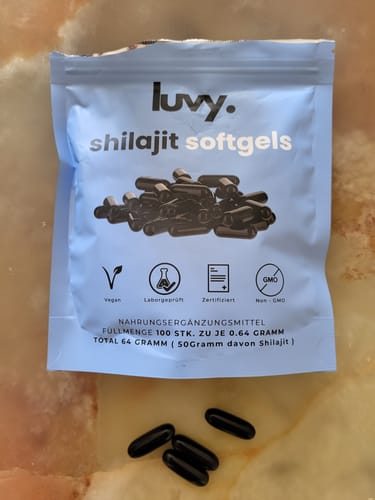 luvy.
shilajit softgels
Vegan
Laborgeprüft
Zertifiziert
GMO
Non - GMO
NAHRUNGSERGÄNZUNGSMITTEL
FÜLLMENGE 100 STK. ZU JE 0.64 GRAMM
TOTAL 64 GRAMM ( 50Gramm davon Shilajit )